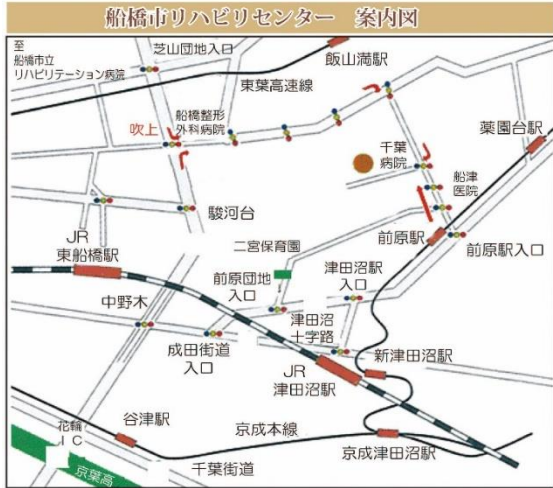 船橋市リハビリセンター 案内図
至
船橋市立
リハビリテーション病院
芝山団地入口
飯山満駅
東葉高速線
船橋整形
外科病院
吹上
薬園台駅
千葉
病院
船津
医院
駿河台
前原駅
前原駅入口
二宮保育園
JR
東船橋駅
前原団地
入口
津田沼駅
入口
中野木
成田街道
入口
津田沼
十字路
新津田沼駅
JR
津田沼駅
谷津駅
花輪
IC
京成本線
京成津田沼駅
千葉街道
京葉高